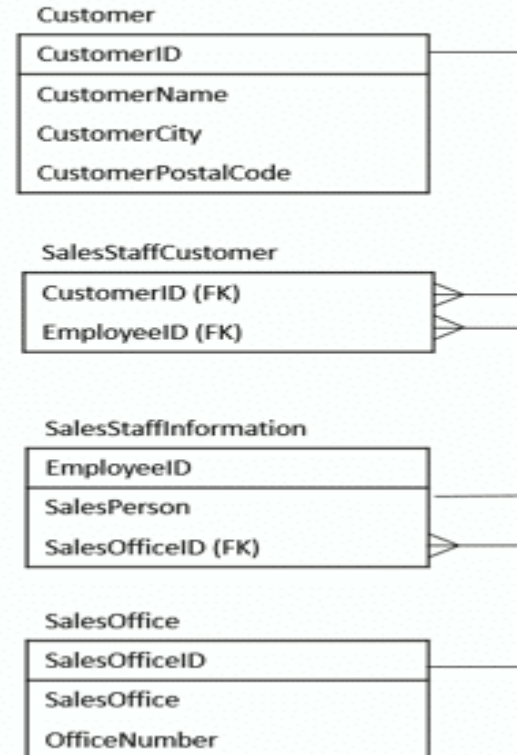 Customer
CustomerID
CustomerName
CustomerCity
CustomerPostalCode
SalesStaffCustomer
CustomerID (FK)
EmployeeID (FK)
SalesStaffInformation
EmployeeID
SalesPerson
SalesOfficeID (FK)
SalesOffice
SalesOfficeID
SalesOffice
OfficeNumber